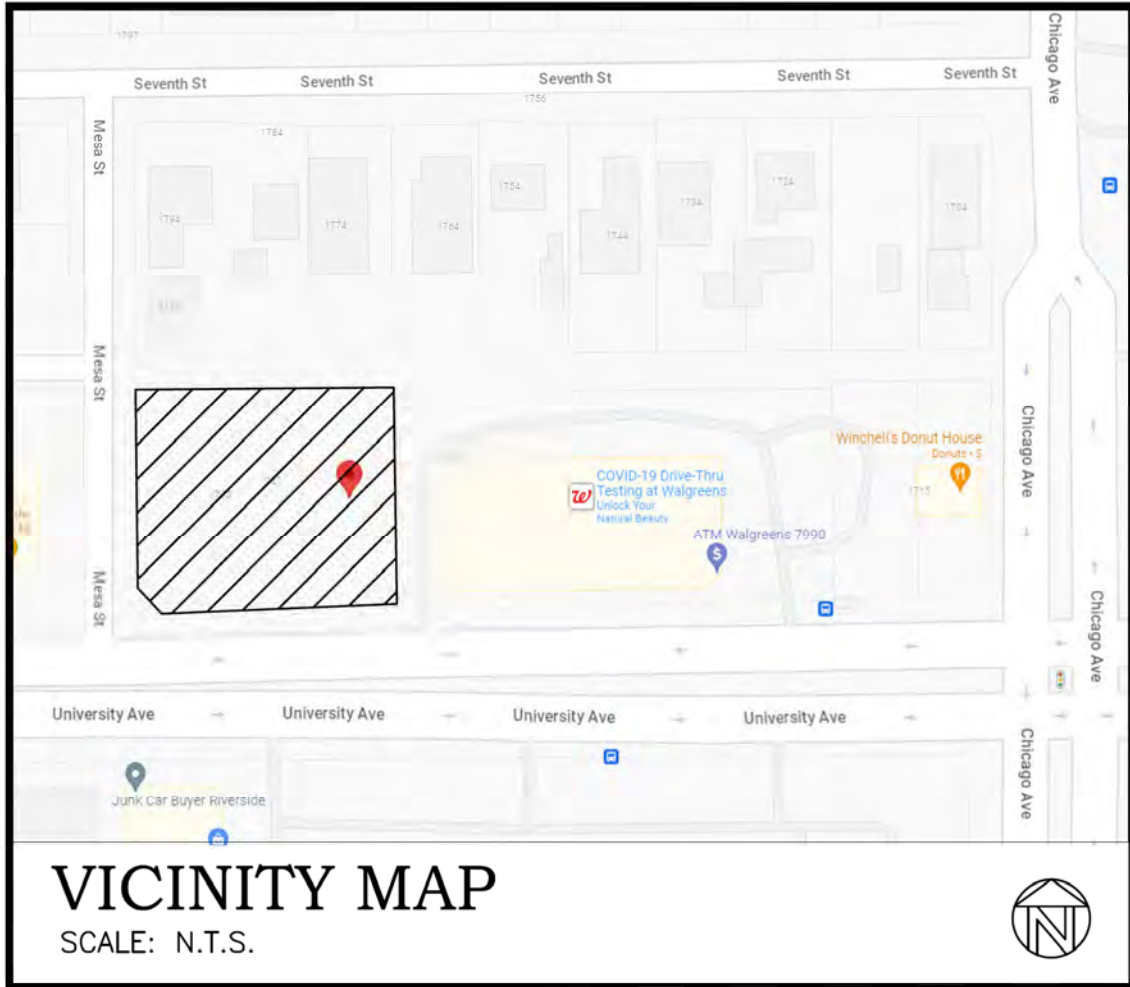 1797
Chicago Ave
Seventh St
Seventh St
Seventh St
Seventh St
Seventh St
1756
Mesa St
1784
1794
1774
1764
1754
1744
1734
1724
1704
Mesa St
Chicago Ave
Winchell's Donut House
Donuts • $
1715
COVID-19 Drive-Thru
Testing at Walgreens
Unlock Your
Natural Beauty
ATM Walgreens 7990
$
Mesa St
Chicago Ave
University Ave
University Ave
University Ave
University Ave
Chicago Ave
Junk Car Buyer Riverside
VICINITY MAP
SCALE: N.T.S.
N